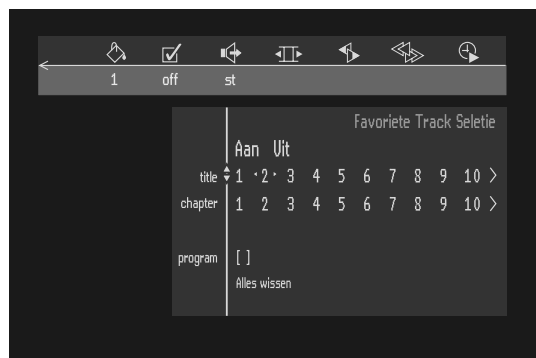 1 off st
Favoriete Track Seletie
Aan Uit
title 1 2 3 4 5 6 7 8 9 10 >
chapter 1 2 3 4 5 6 7 8 9 10 >
program [ ]
Alles wissen